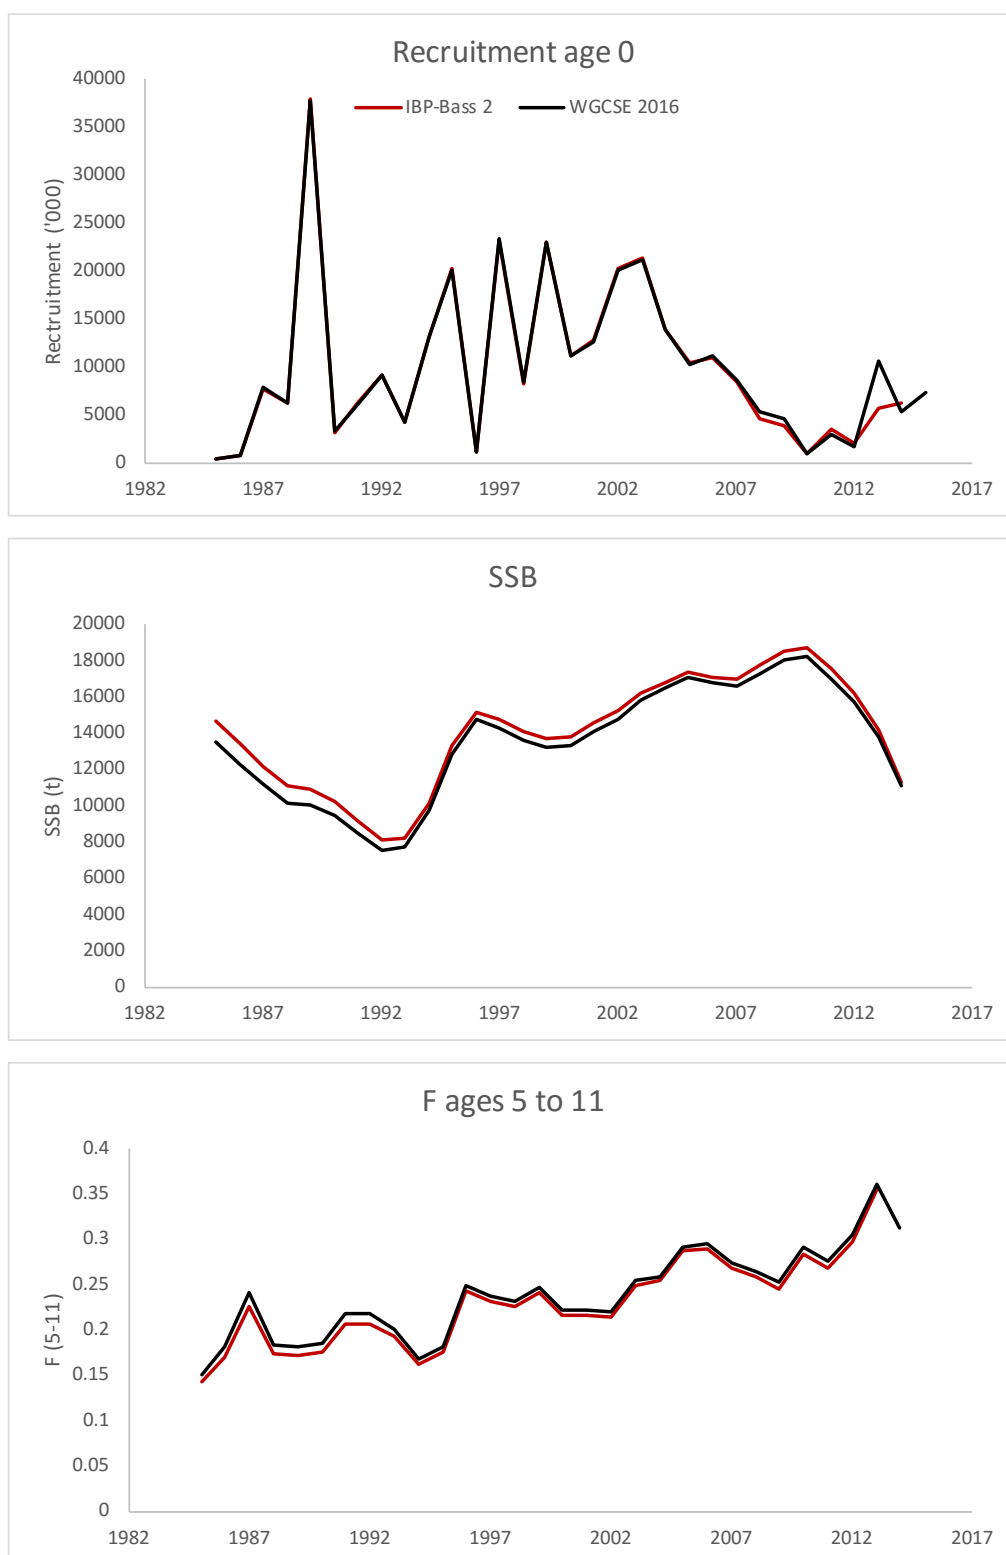 Recruitment age 0
IBP-Bass 2 WGCSE 2016
Rectruitment ('000)
40000
35000
30000
25000
20000
15000
10000
5000
0
1982 1987 1992 1997 2002 2007 2012 2017
SSB
SSB (t)
20000
18000
16000
14000
12000
10000
8000
6000
4000
2000
0
1982 1987 1992 1997 2002 2007 2012 2017
F ages 5 to 11
F (5-11)
0.4
0.35
0.3
0.25
0.2
0.15
0.1
0.05
0
1982 1987 1992 1997 2002 2007 2012 2017